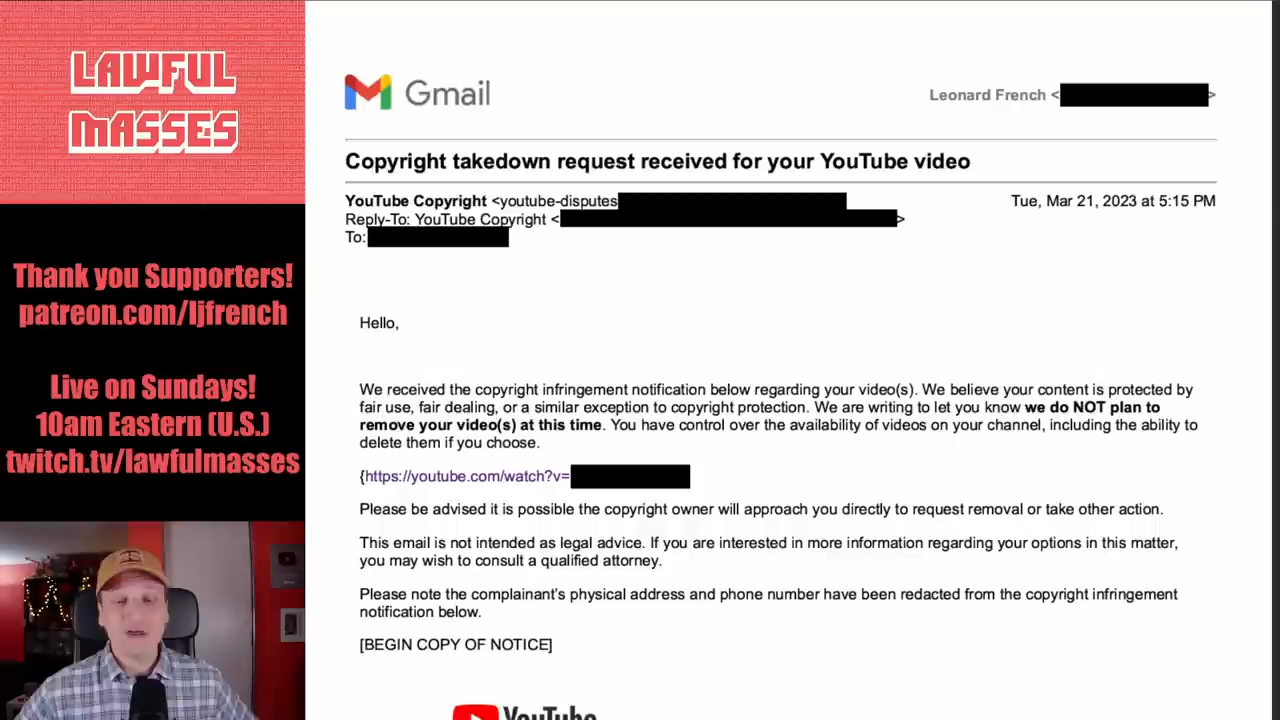 LAWFUL
MASSES
Thank you Supporters!
patreon.com/ljfrench
Live on Sundays!
10am Eastern (U.S.)
twitch.tv/lawfulmasses
Gmail
Leonard French < >
Copyright takedown request received for your YouTube video
YouTube Copyright <youtube-disputes
Tue, Mar 21, 2023 at 5:15 PM
Reply-To: YouTube Copyright < >
To:
Hello,
We received the copyright infringement notification below regarding your video(s). We believe your content is protected by
fair use, fair dealing, or a similar exception to copyright protection. We are writing to let you know we do NOT plan to
remove your video(s) at this time. You have control over the availability of videos on your channel, including the ability to
delete them if you choose.
{https://youtube.com/watch?v=
Please be advised it is possible the copyright owner will approach you directly to request removal or take other action.
This email is not intended as legal advice. If you are interested in more information regarding your options in this matter,
you may wish to consult a qualified attorney.
Please note the complainant's physical address and phone number have been redacted from the copyright infringement
notification below.
[BEGIN COPY OF NOTICE]
YouTube